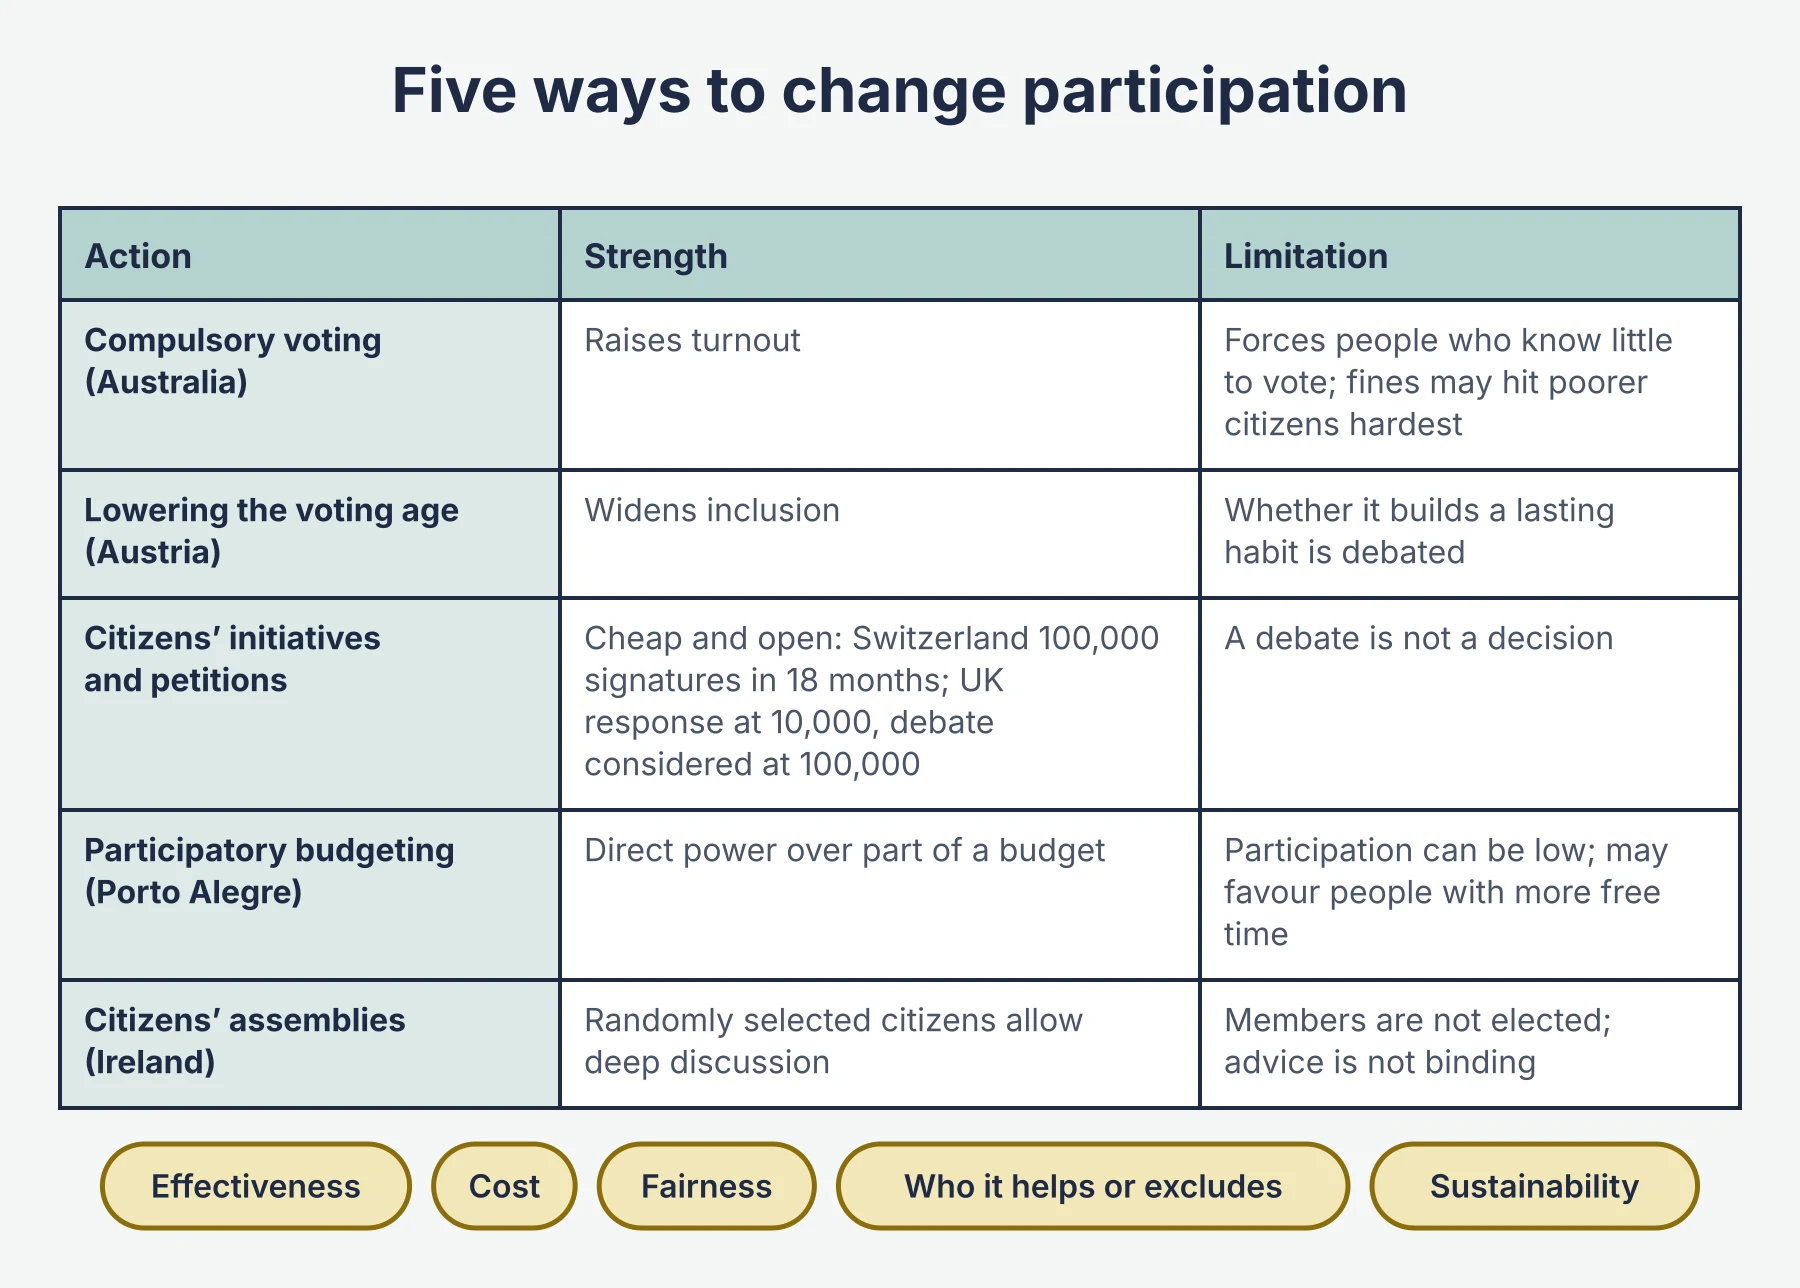 Five ways to change participation
Action
Strength
Limitation
Compulsory voting
(Australia)
Raises turnout
Forces people who know little
to vote; fines may hit poorer
citizens hardest
Lowering the voting age
(Austria)
Widens inclusion
Whether it builds a lasting
habit is debated
Citizens’ initiatives
and petitions
Cheap and open: Switzerland 100,000
signatures in 18 months; UK
response at 10,000, debate
considered at 100,000
A debate is not a decision
Participatory budgeting
(Porto Alegre)
Direct power over part of a budget
Participation can be low; may
favour people with more free
time
Citizens’ assemblies
(Ireland)
Randomly selected citizens allow
deep discussion
Members are not elected;
advice is not binding
Effectiveness
Cost
Fairness
Who it helps or excludes
Sustainability